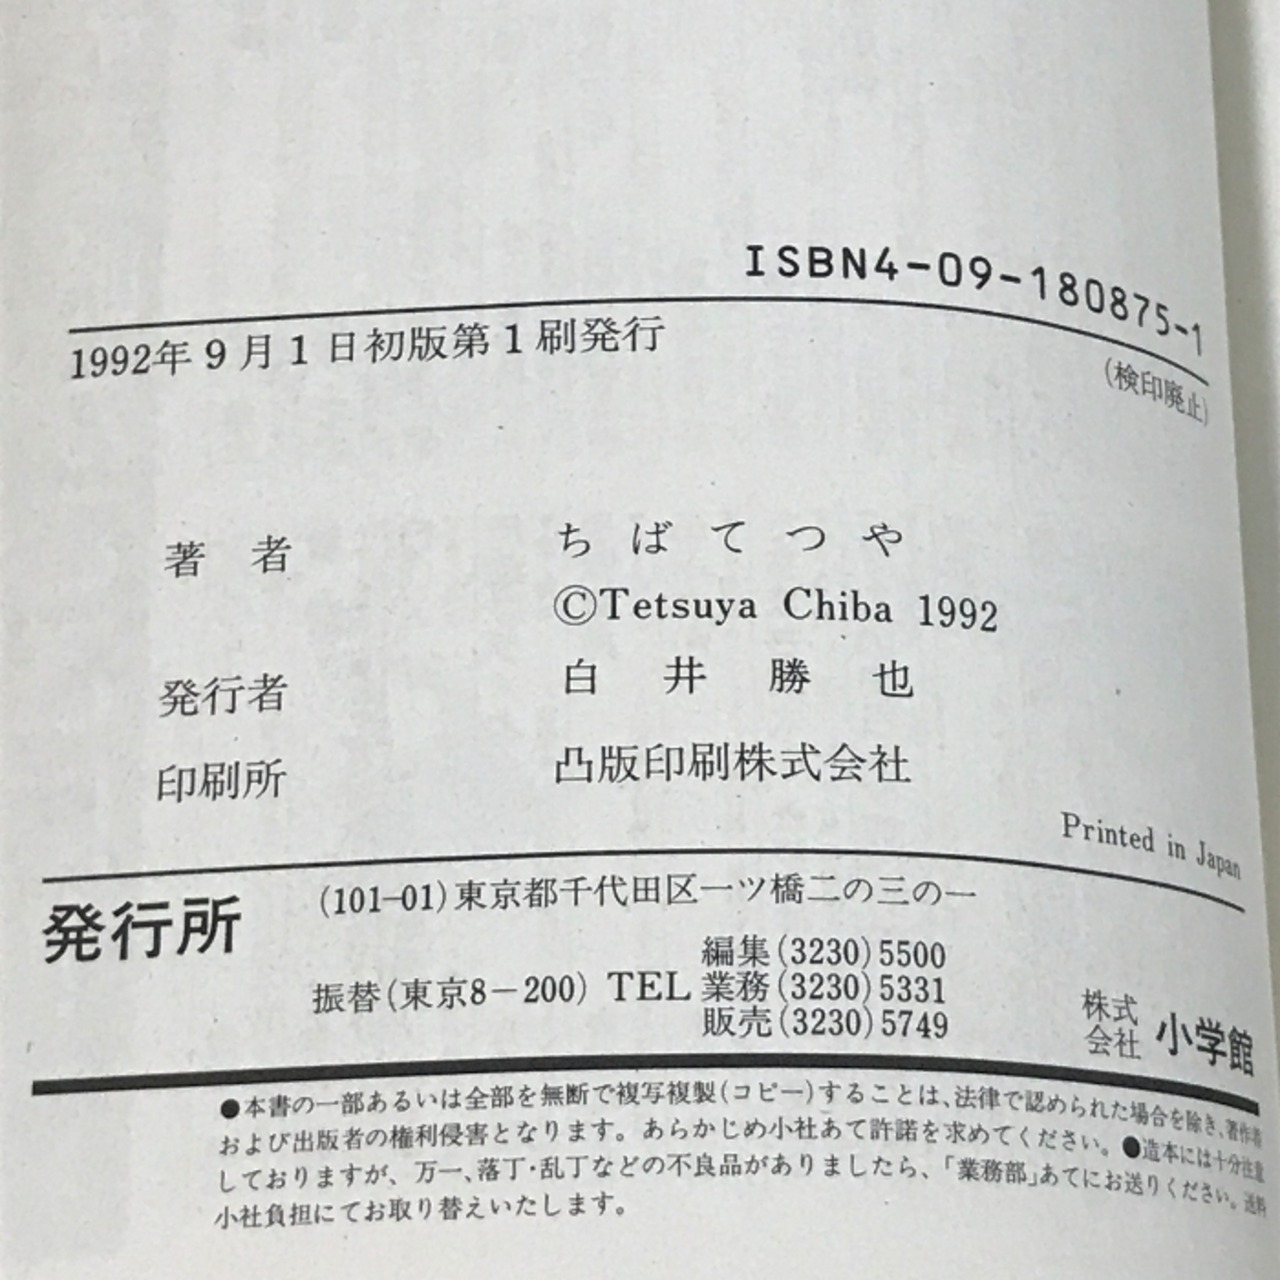 ISBN4-09-180875-1
1992年9月1日初版第1刷発行
(検印廃止)
著者 ちばてつや
©Tetsuya Chiba 1992
発行者 白井勝也
印刷所 凸版印刷株式会社
Printed in Japan
発行所 (101-01)東京都千代田区一ツ橋二の三の一
編集(3230)5500
振替(東京8-200) TEL 業務(3230)5331
販売(3230)5749
株式会社 小学館
●本書の一部あるいは全部を無断で複写複製(コピー)することは、法律で認められた場合を除き、著作者
および出版者の権利侵害となります。あらかじめ小社あて許諾を求めてください。●造本には十分注意
しておりますが、万一、落丁・乱丁などの不良品がありましたら、「業務部」あてにお送りください。送料
小社負担にてお取り替えいたします。